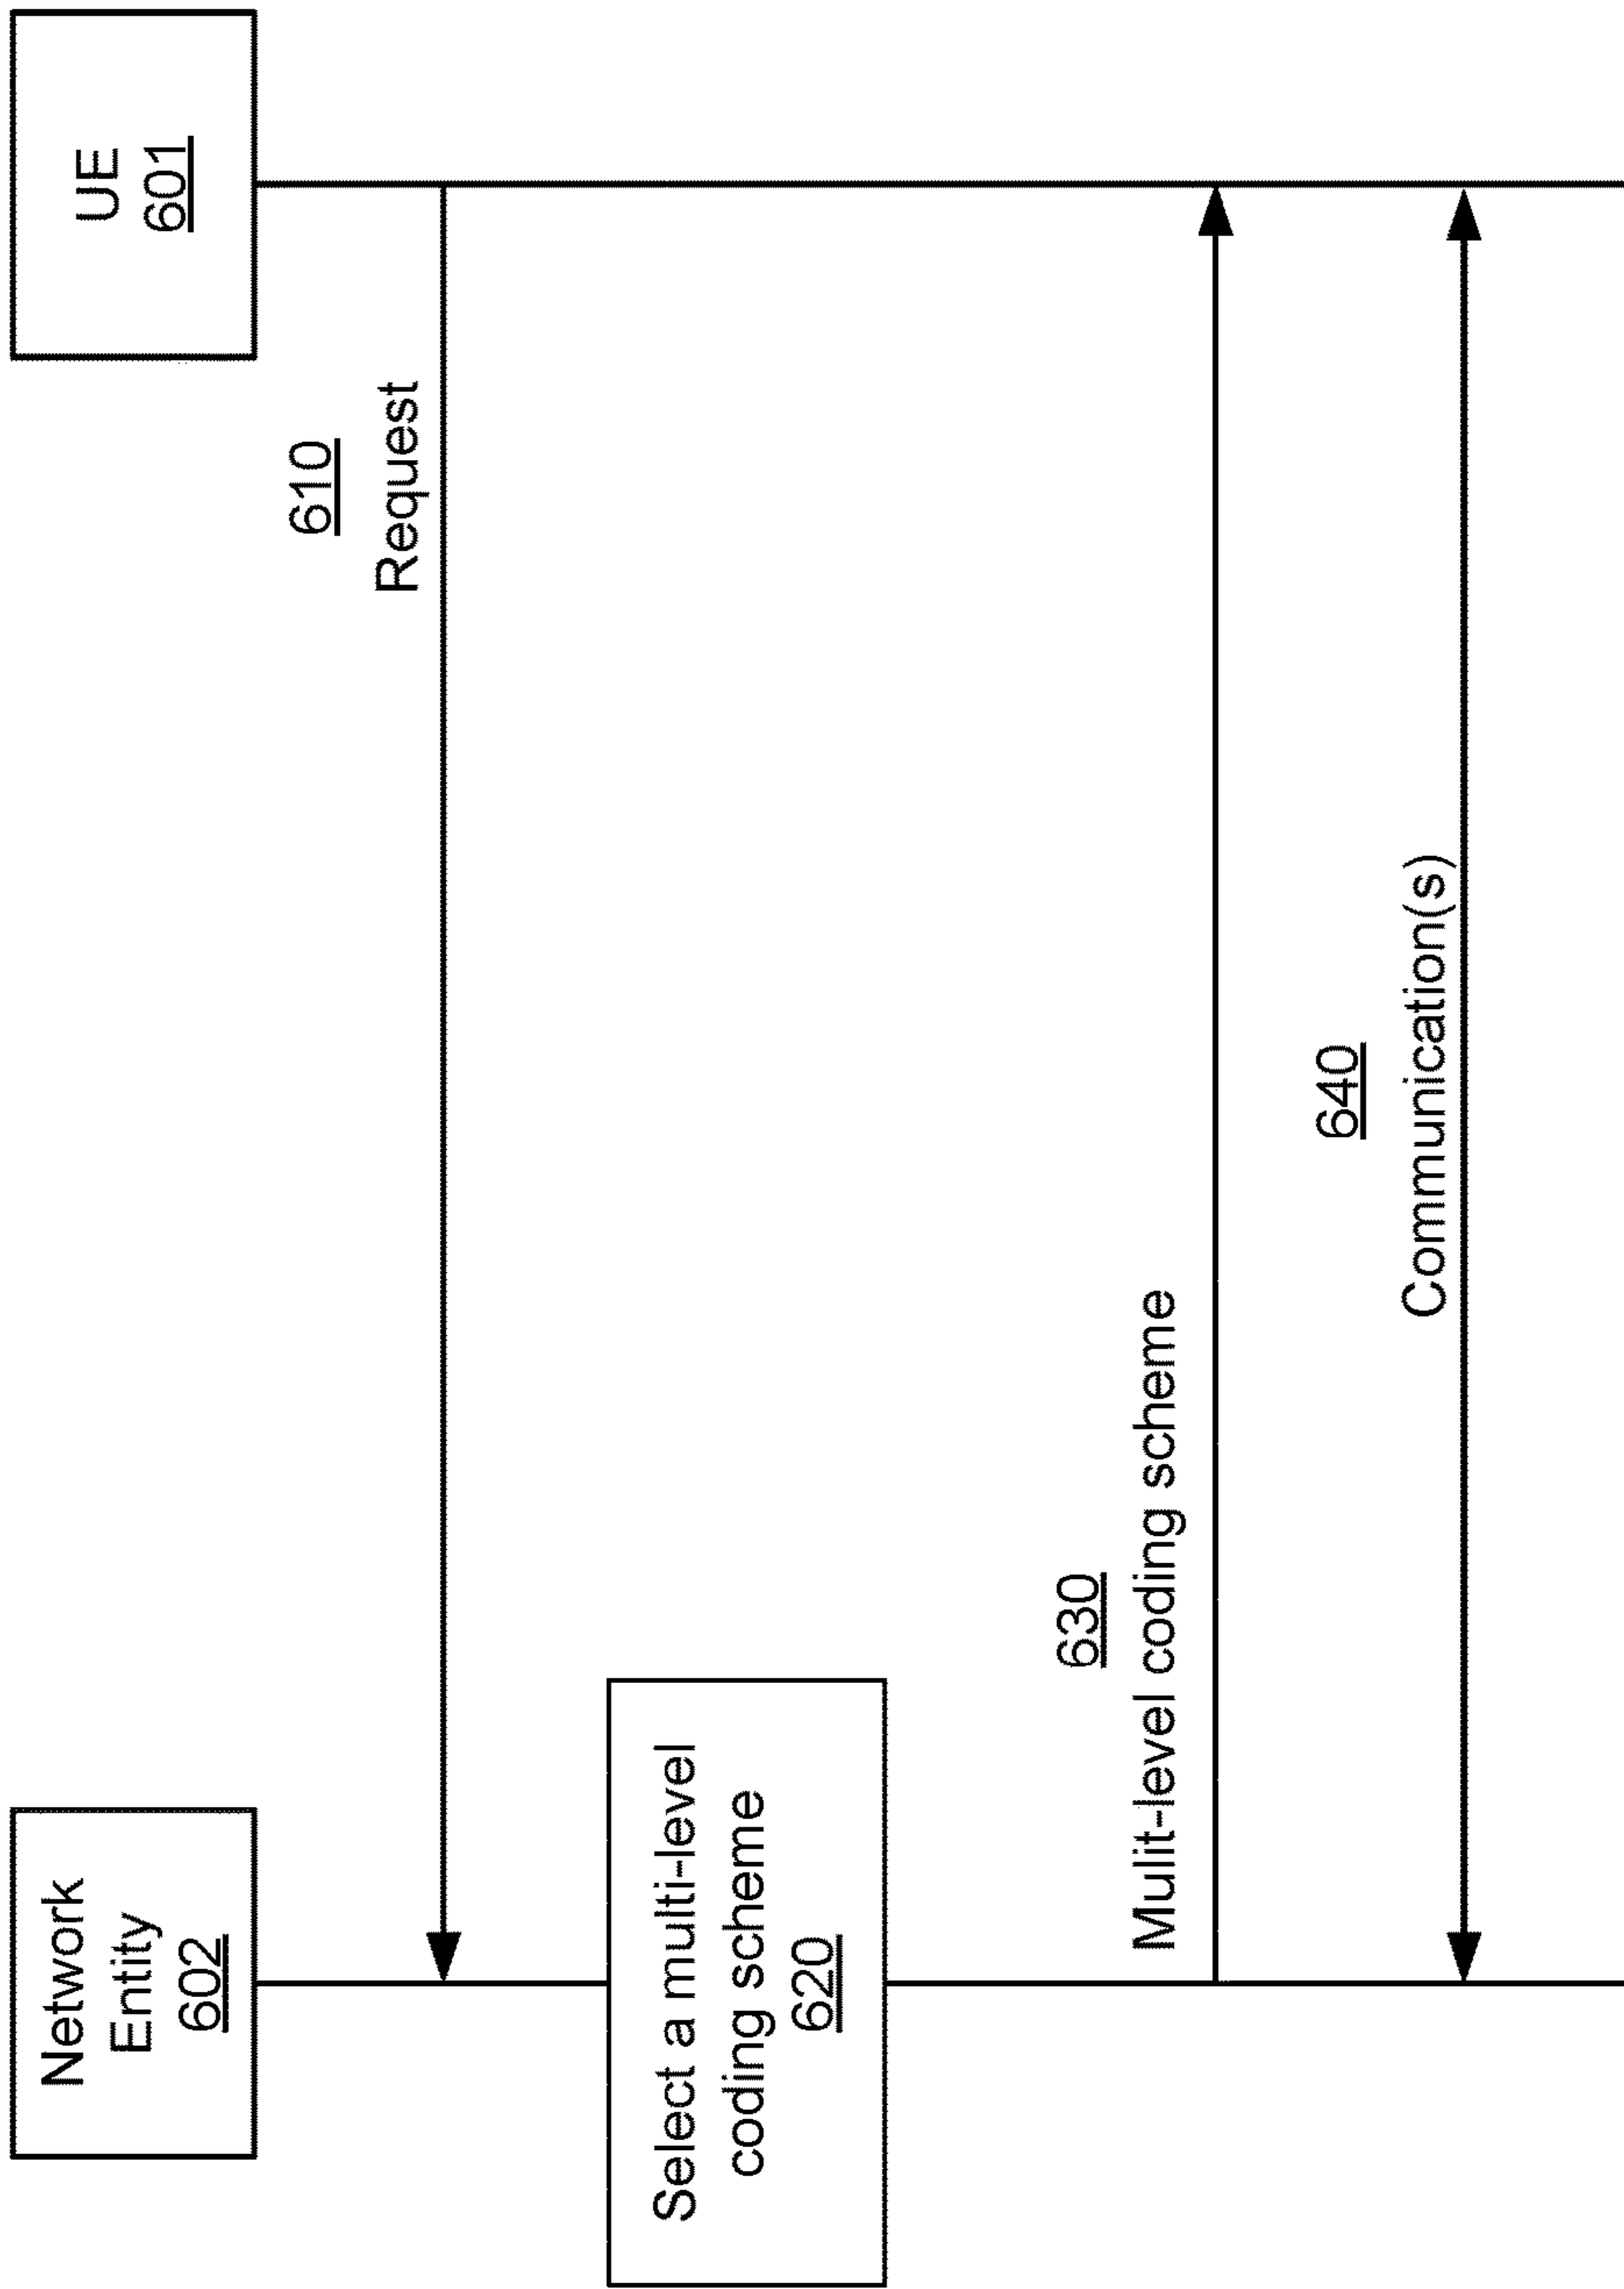 Network
Entity
602
UE
601
610
Request
Select a multi-level
coding scheme
620
630
Mulit-level coding scheme
640
Communication(s)